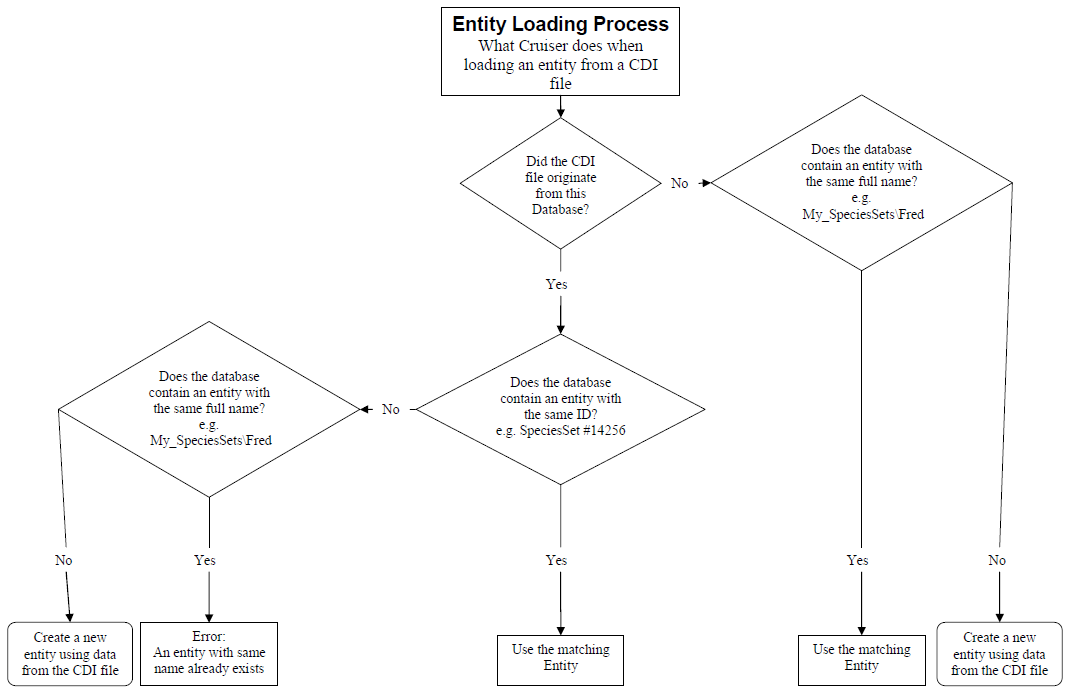 Entity Loading Process
What Cruiser does when
loading an entity from a CDI
file
Did the CDI
file originate
from this
Database?
No
Does the database
contain an entity with
the same full name?
e.g.
My_SpeciesSets\Fred
Yes
Does the database
contain an entity with
the same full name?
e.g.
My_SpeciesSets\Fred
No
Does the database
contain an entity with
the same ID?
e.g. SpeciesSet #14256
No
Yes
Yes
Yes
No
Create a new
entity using data
from the CDI file
Error:
An entity with same
name already exists
Use the matching
Entity
Use the matching
Entity
Create a new
entity using data
from the CDI file